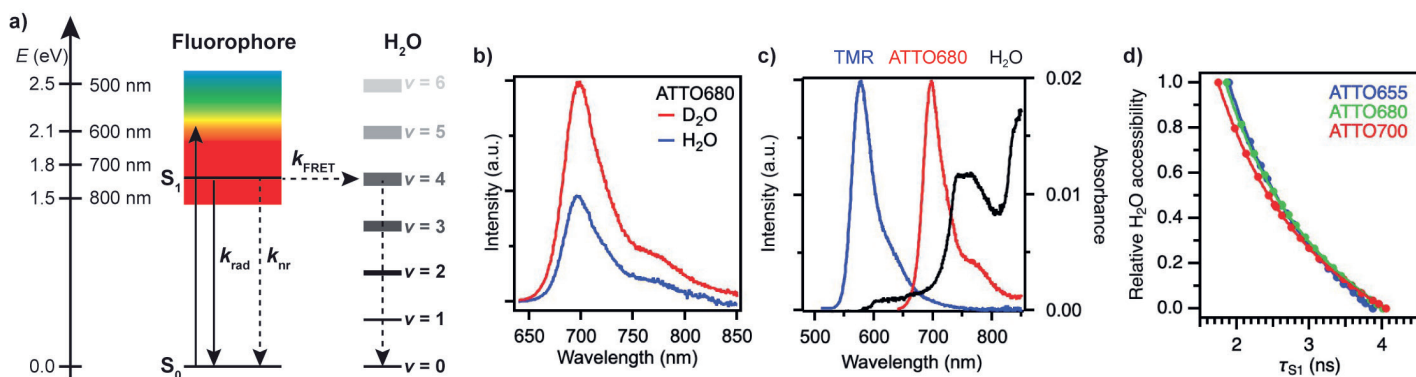 a)
E (eV)
2.5
2.1
1.8
1.5
0.0
500 nm
600 nm
700 nm
800 nm
Fluorophore
S1
S0
krad
knr
kFRET
H2O
v = 6
v = 5
v = 4
v = 3
v = 2
v = 1
v = 0
b)
Intensity (a.u.)
ATTO680
D2O
H2O
650 700 750 800 850
Wavelength (nm)
c)
TMR ATTO680 H2O
Intensity (a.u.)
0.02
0.01
0.00
Absorbance
500 600 700 800
Wavelength (nm)
d)
Relative H2O accessibility
1.0
0.8
0.6
0.4
0.2
0.0
ATTO655
ATTO680
ATTO700
2 3 4
τS1 (ns)